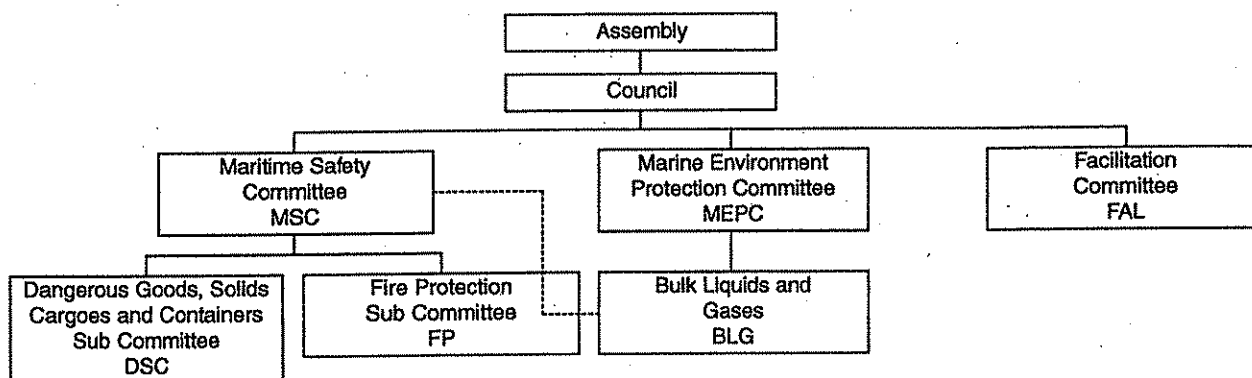 Assembly
Council
Maritime Safety
Committee
MSC
Marine Environment
Protection Committee
MEPC
Facilitation
Committee
FAL
Dangerous Goods, Solids
Cargoes and Containers
Sub Committee
DSC
Fire Protection
Sub Committee
FP
Bulk Liquids and
Gases
BLG